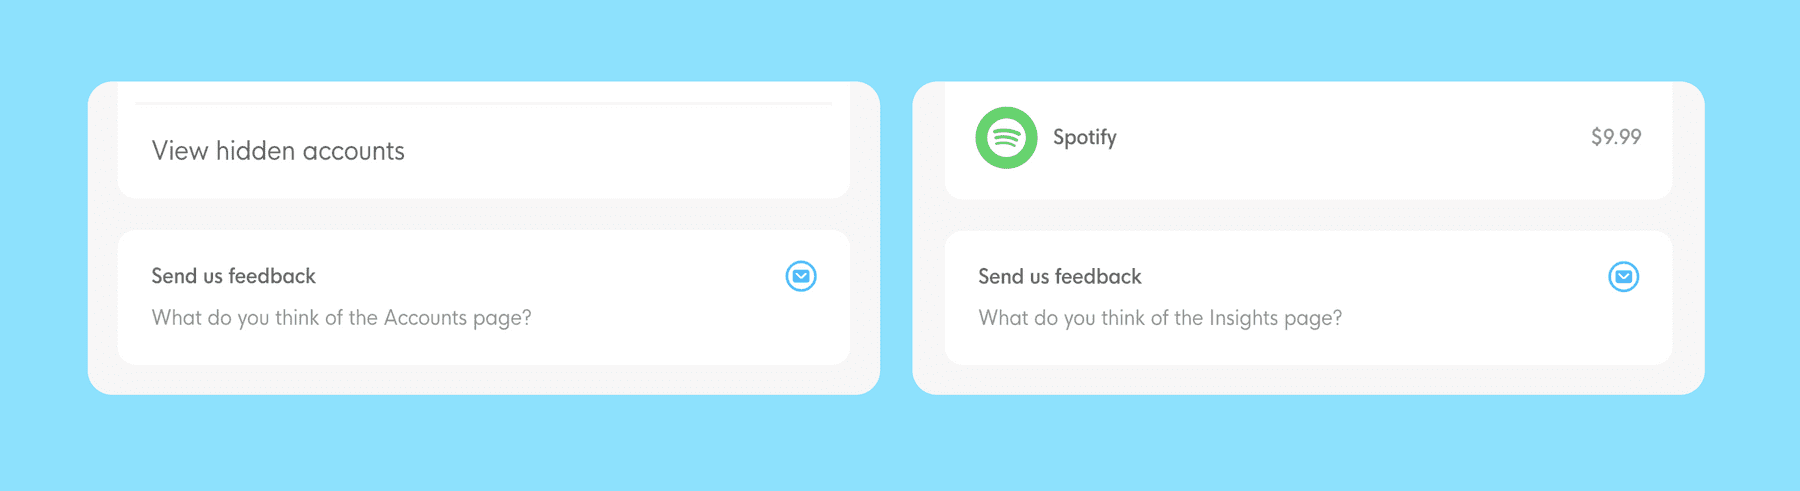 View hidden accounts
Send us feedback
What do you think of the Accounts page?
Spotify
$9.99
Send us feedback
What do you think of the Insights page?